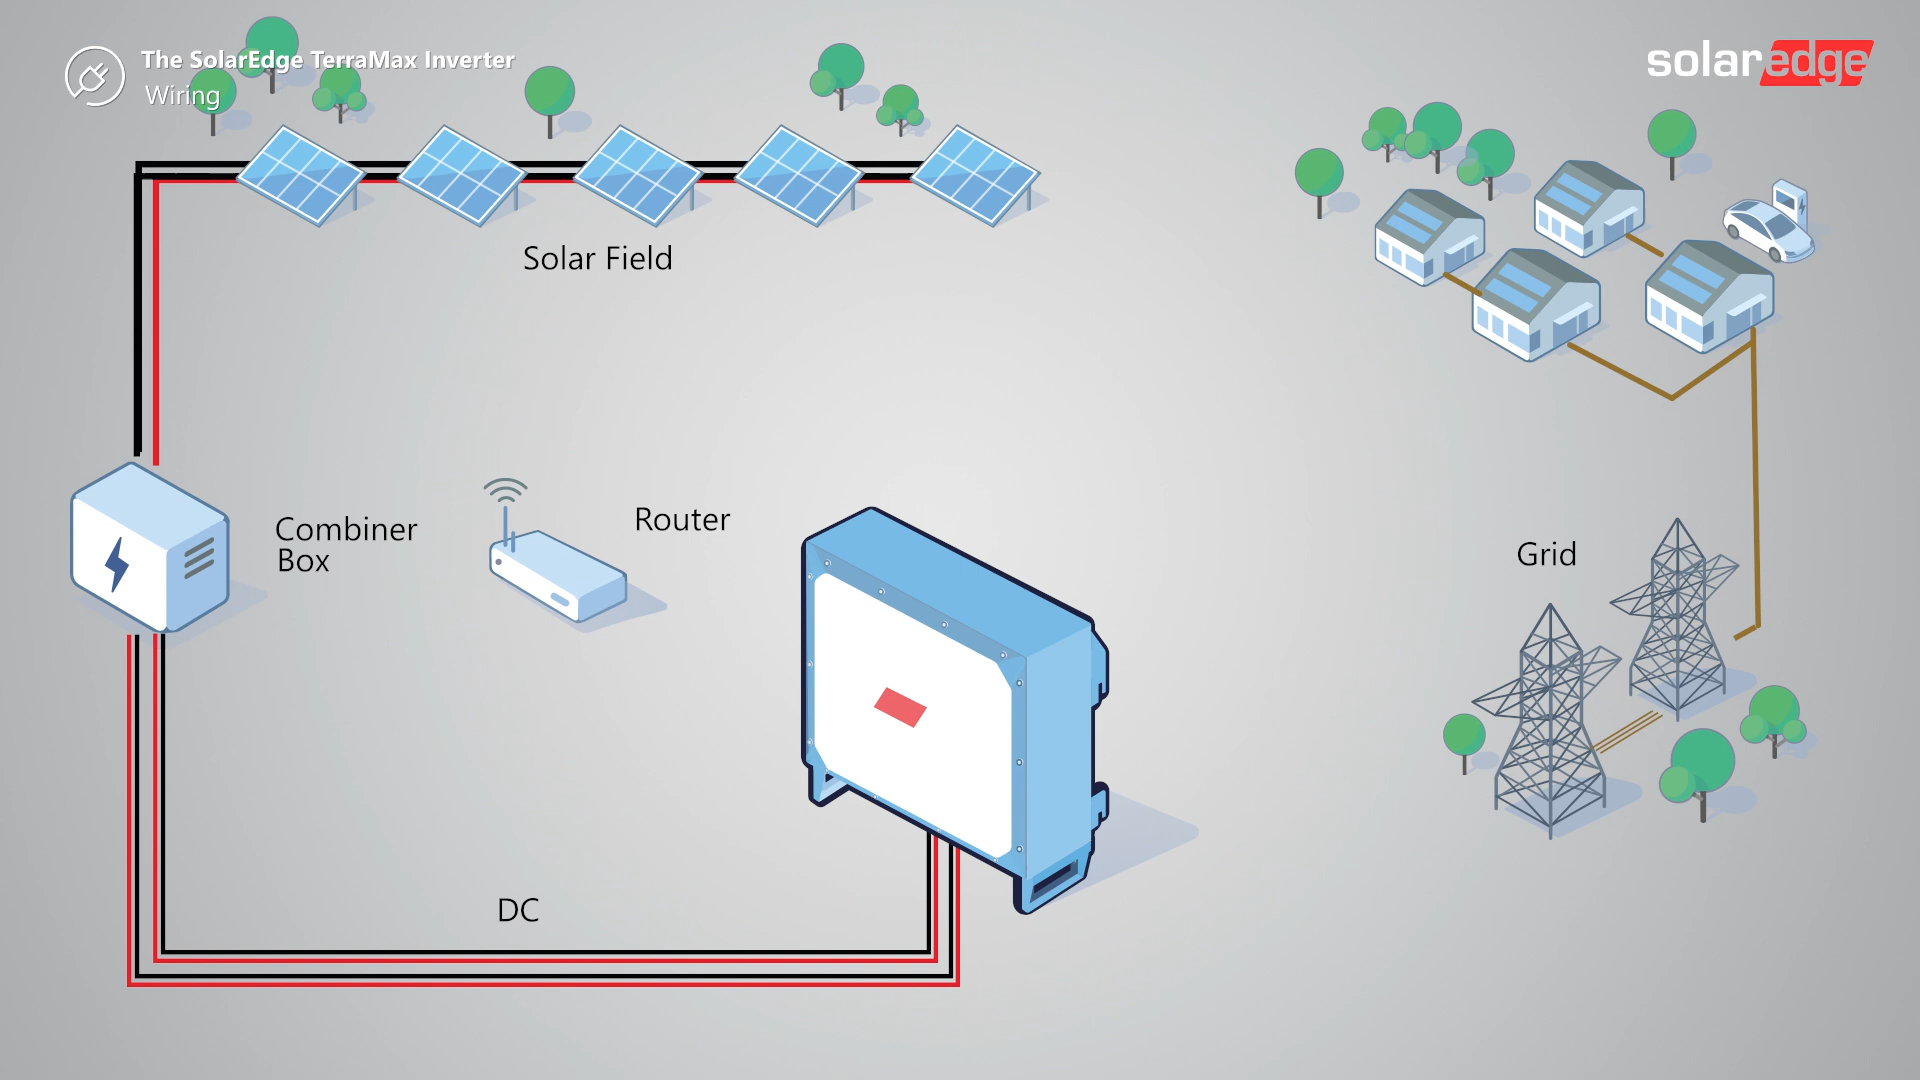 The SolarEdge TerraMax Inverter
Wiring
solaredge
Solar Field
Combiner
Box
Router
Grid
DC